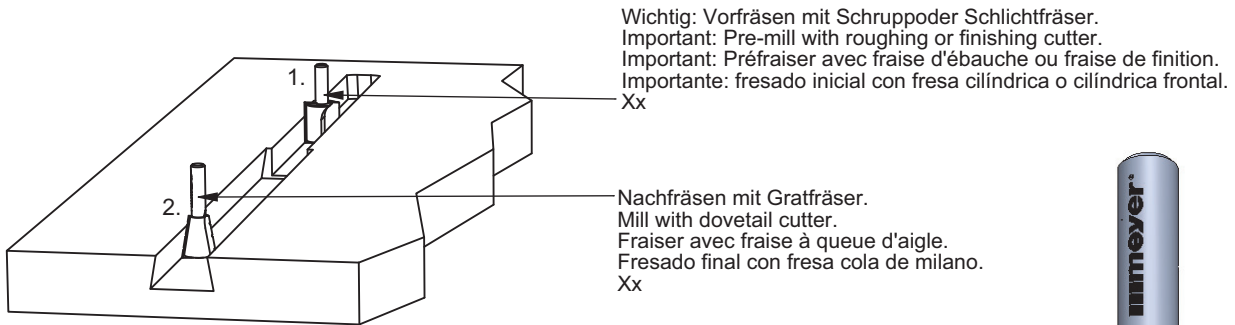 Wichtig: Vorfräsen mit Schruppoder Schlichtfräser.
Important: Pre-mill with roughing or finishing cutter.
Important: Préfraiser avec fraise d'ébauche ou fraise de finition.
Importante: fresado inicial con fresa cilíndrica o cilíndrica frontal.
Xx
1.
2.
Nachfräsen mit Gratfräser.
Mill with dovetail cutter.
Fraiser avec fraise à queue d'aigle.
Fresado final con fresa cola de milano.
Xx
meyer